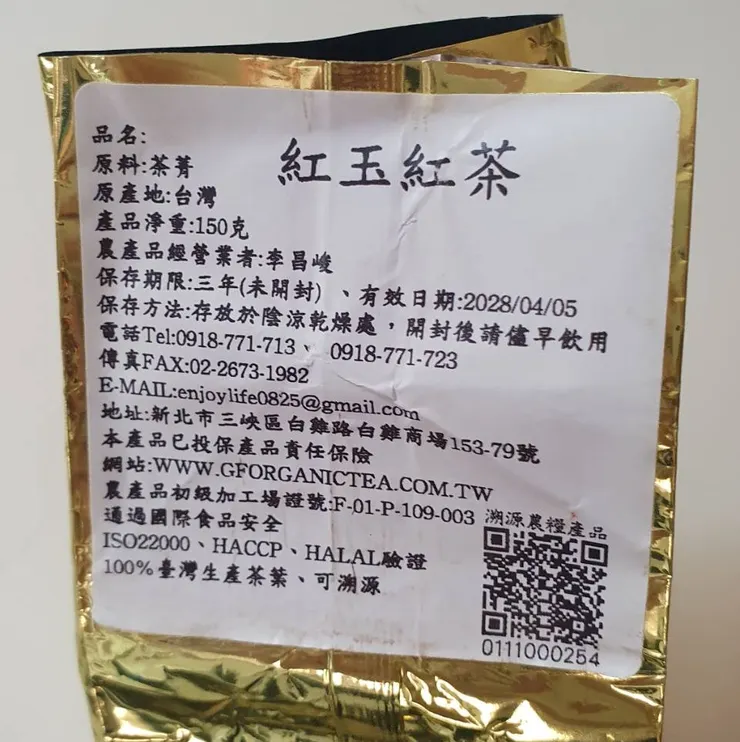 品名:
紅玉紅茶
原料:茶菁
原產地:台灣
產品淨重:150克
農產品經營業者:李昌峻
保存期限:三年(未開封) 、有效日期:2028/04/05
保存方法:存放於陰涼乾燥處，開封後請儘早飲用
電話Tel:0918-771-713、 0918-771-723
傳真FAX:02-2673-1982
E-MAIL:enjoylife0825@gmail.com
地址:新北市三峽區白雞路白雞商場153-79號
本產品已投保產品責任保險
網站:WWW.GFORGANICTEA.COM.TW
農產品初級加工場證號:F-01-P-109-003
通過國際食品安全
ISO22000、HACCP、HALAL驗證
100%臺灣生產茶葉、可溯源
溯源農糧產品
0111000254